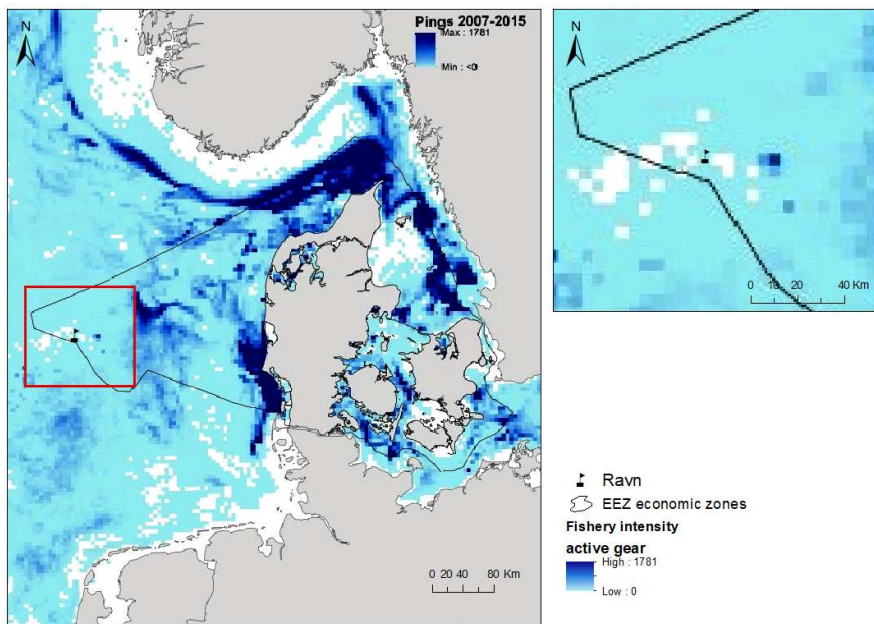 N
Pings 2007-2015
Max : 1781
Min : <0
0 20 40 80 Km
N
0 10 20 40 Km
Ravn
EEZ economic zones
Fishery intensity
active gear
High : 1781
Low : 0